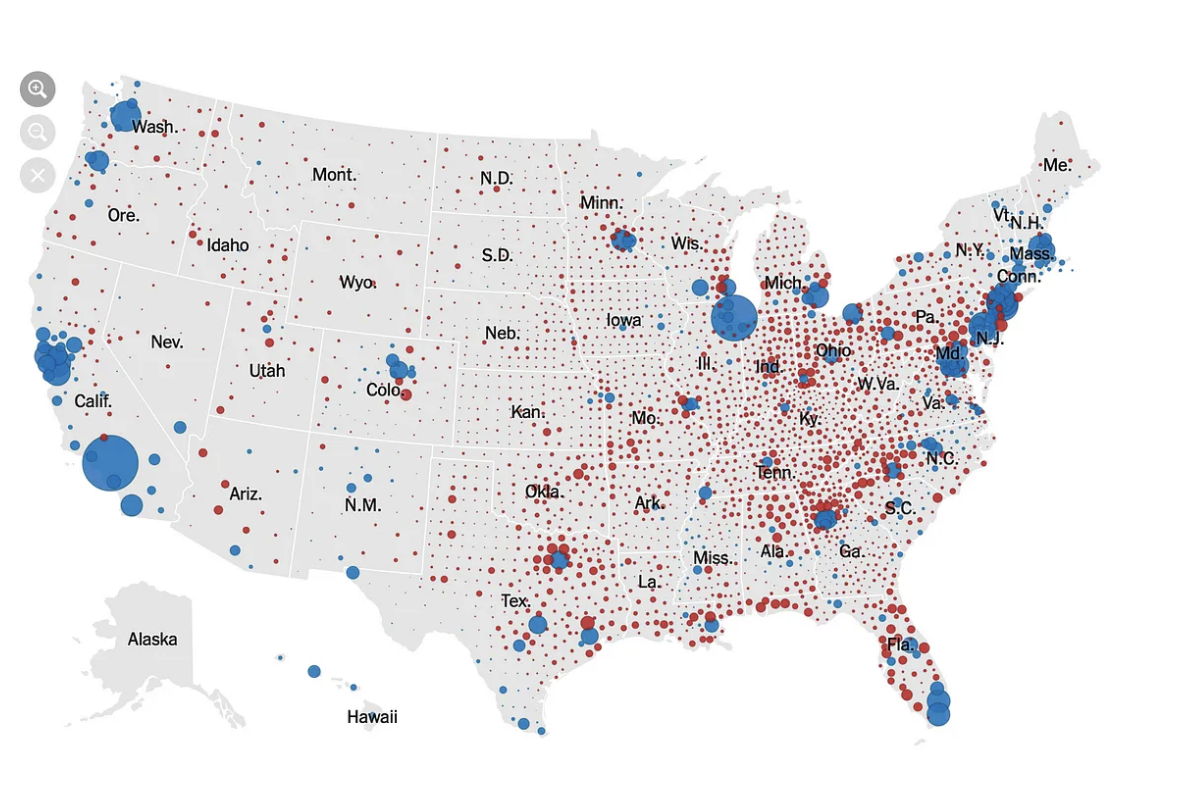 Wash.
Me.
Mont.
N.D.
Minn.
Vt.
N.H.
Ore.
Idaho
S.D.
Wis.
N.Y.
Mass.
Conn.
Wyo.
Mich.
Iowa
Pa.
Nev.
Neb.
N.J.
Utah
Colo.
Ill.
Ind.
Ohio
Md.
W.Va.
Calif.
Kan.
Mo.
Ky.
Va.
Ariz.
N.M.
Okla.
Ark.
Tenn.
N.C.
S.C.
Tex.
La.
Miss.
Ala.
Ga.
Alaska
Fla.
Hawaii